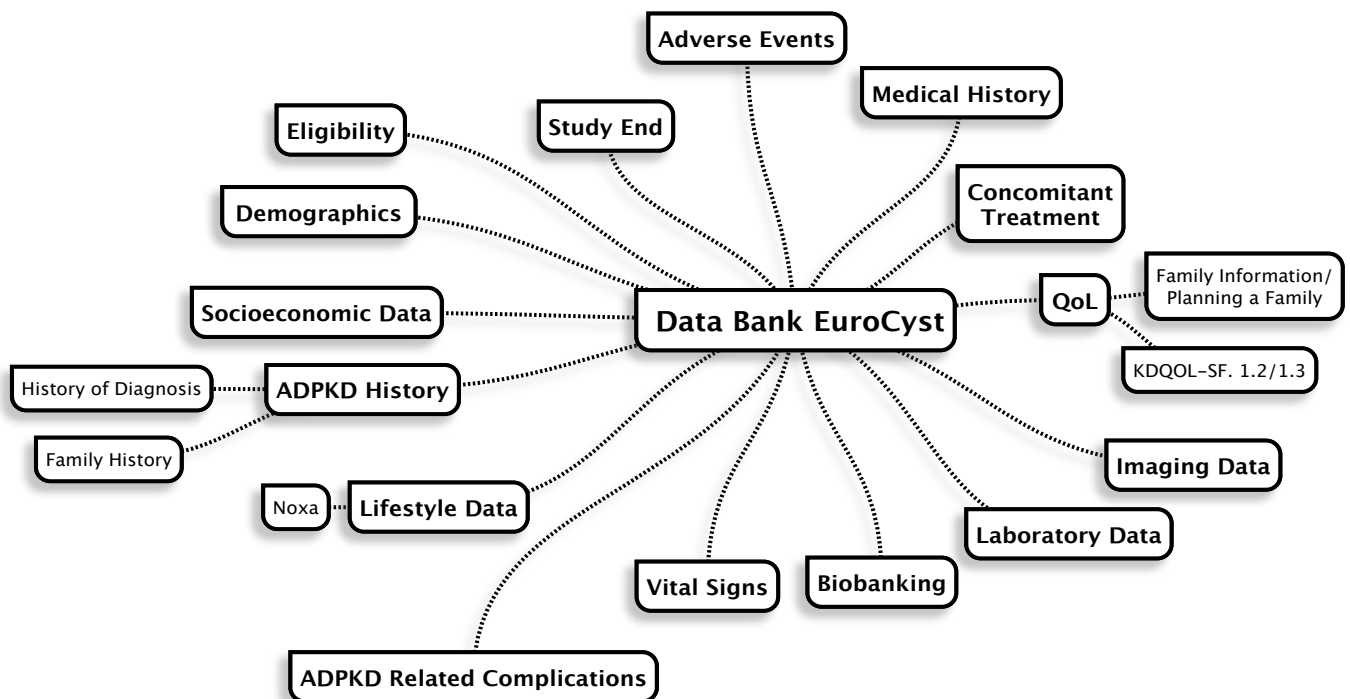 Adverse Events
Medical History
Study End
Eligibility
Concomitant
Treatment
Demographics
Family Information/
Planning a Family
QoL
Socioeconomic Data
Data Bank EuroCyst
KDQOL-SF. 1.2/1.3
History of Diagnosis
ADPKD History
Family History
Imaging Data
Noxa
Lifestyle Data
Laboratory Data
Vital Signs
Biobanking
ADPKD Related Complications